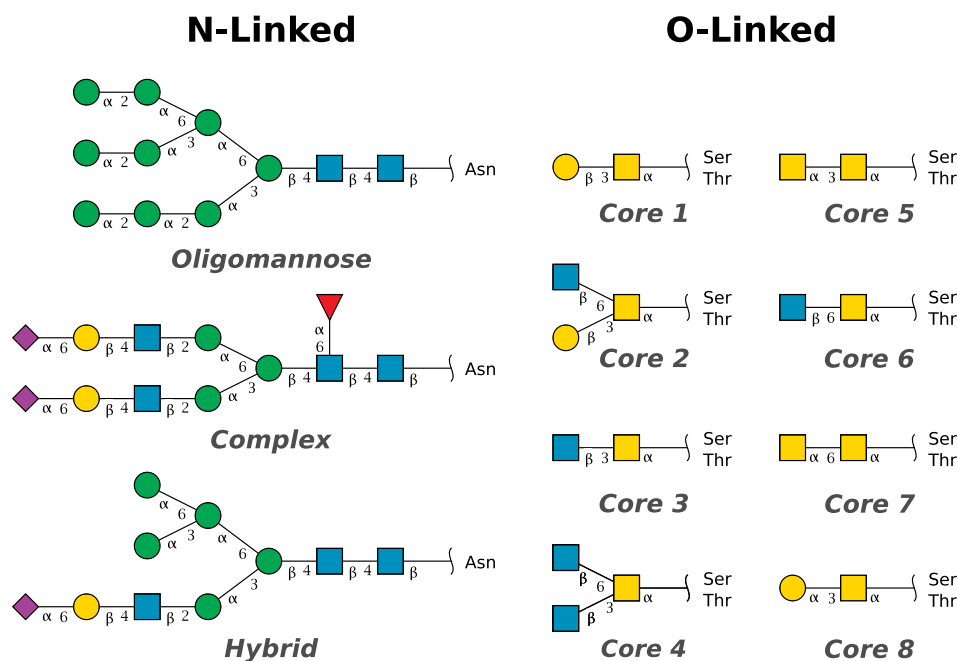 N-Linked
α 2 α 6
α 2 α 3
α 6
β 4 β 4 β Asn
α 2 α 2 α 3
Oligomannose
α 6
α 6 β 4 β 2 α 6
β 4 β 4 β Asn
α 6 β 4 β 2 α 3
Complex
α 6
α 3
α 6
β 4 β 4 β Asn
α 6 β 4 β 2 α 3
Hybrid
O-Linked
β 3 α Ser
Thr
Core 1
α 3 α Ser
Thr
Core 5
β 6
β 3
α Ser
Thr
Core 2
β 6 α Ser
Thr
Core 6
β 3 α Ser
Thr
Core 3
α 6 α Ser
Thr
Core 7
β 6
β 3
α Ser
Thr
Core 4
α 3 α Ser
Thr
Core 8